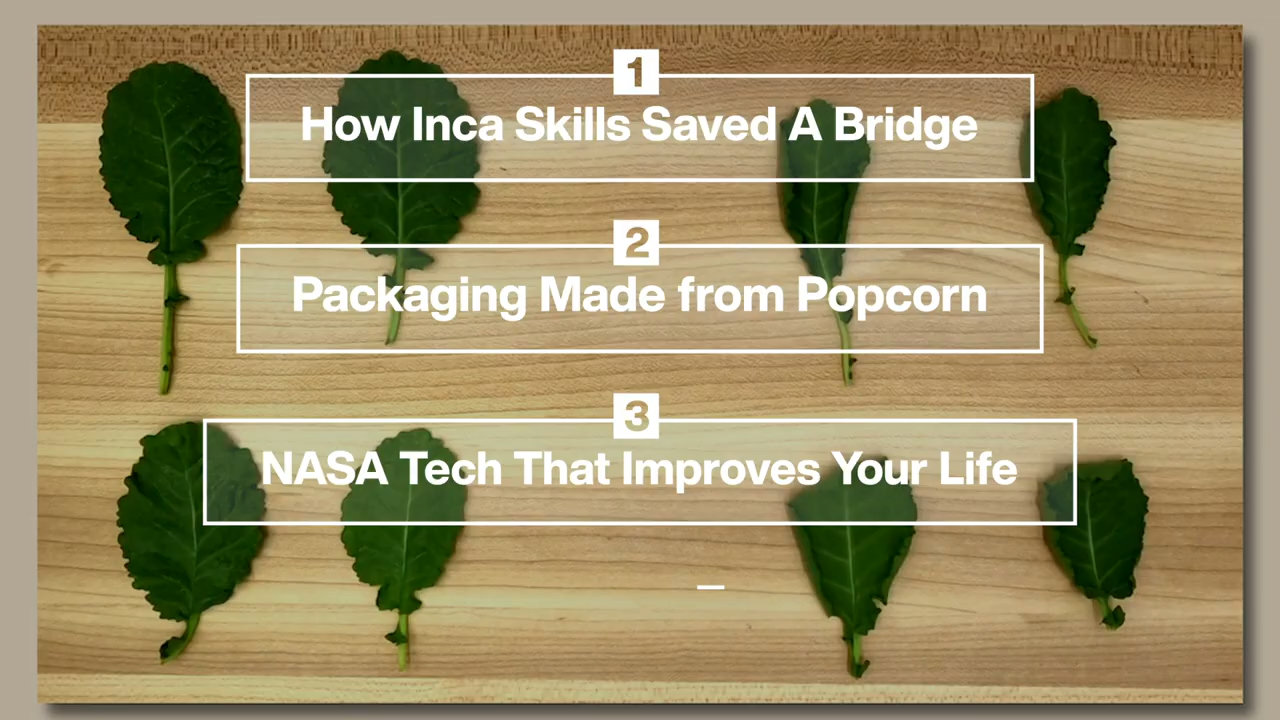 1
How Inca Skills Saved A Bridge
2
Packaging Made from Popcorn
3
NASA Tech That Improves Your Life